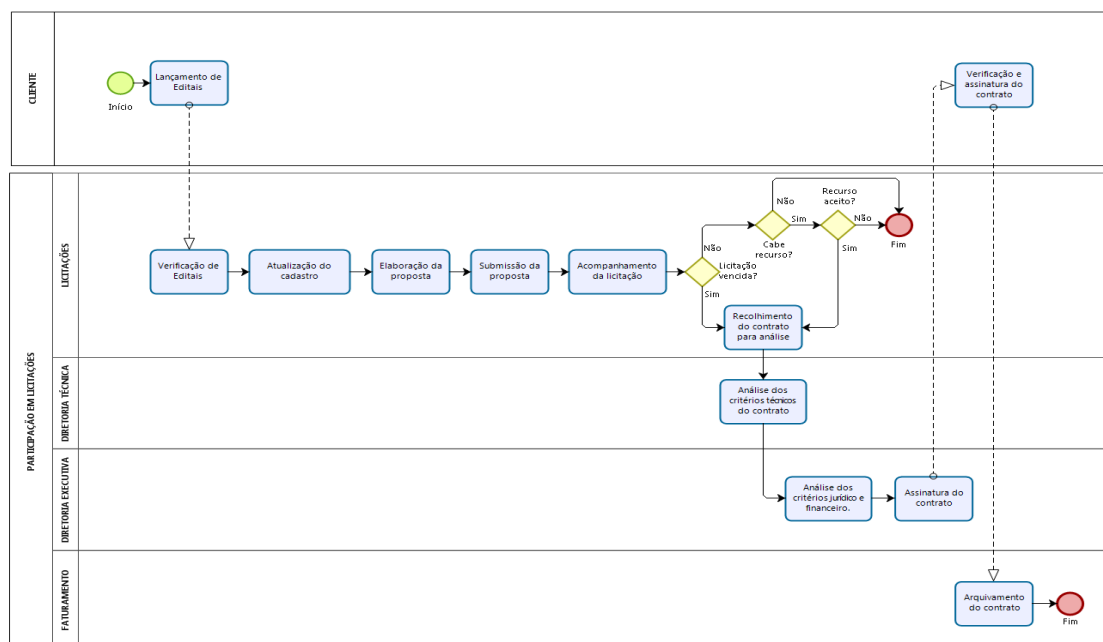 CLIENTE
Início
Lançamento de
Editais
Verificação e
assinatura do
contrato
PARTICIPAÇÃO EM LICITAÇÕES
LICITAÇÕES
Verificação de
Editais
Atualização do
cadastro
Elaboração da
proposta
Submissão da
proposta
Acompanhamento
da licitação
Licitação
vencida?
Não
Sim
Cabe
recurso?
Não
Sim
Recurso
aceito?
Não
Sim
Fim
Recolhimento
do contrato
para análise
DIRETORIA TÉCNICA
Análise dos
critérios técnicos
do contrato
DIRETORIA EXECUTIVA
Análise dos
critérios jurídico e
financeiro.
Assinatura do
contrato
FATURAMENTO
Arquivamento
do contrato
Fim